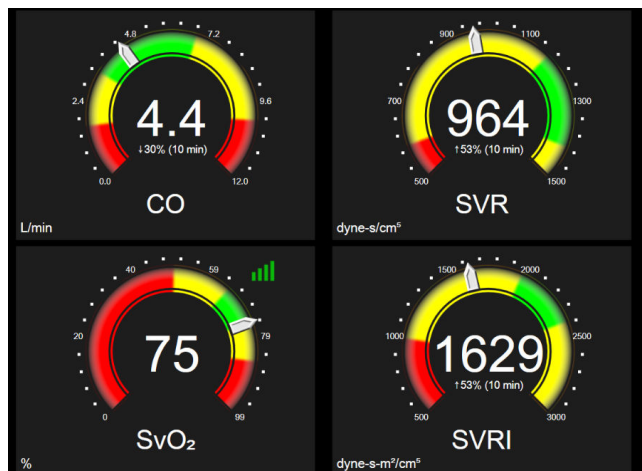 4.8 7.2
2.4 9.6
4.4
↓30% (10 min)
0.0 12.0
CO
L/min
900 1100
700 1300
964
↑53% (10 min)
500 1500
SVR
dyne-s/cm⁵
40 59
20 79
75
0 99
SvO₂
%
1500 2000
1000 2500
1629
↑53% (10 min)
500 3000
SVRI
dyne-s-m²/cm⁵